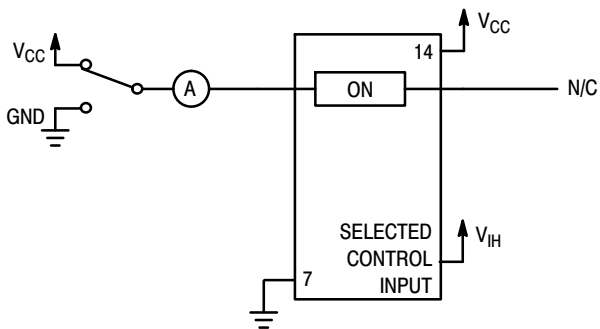 VCC
GND
A
ON
14
VCC
N/C
SELECTED
CONTROL
INPUT
VIH
7